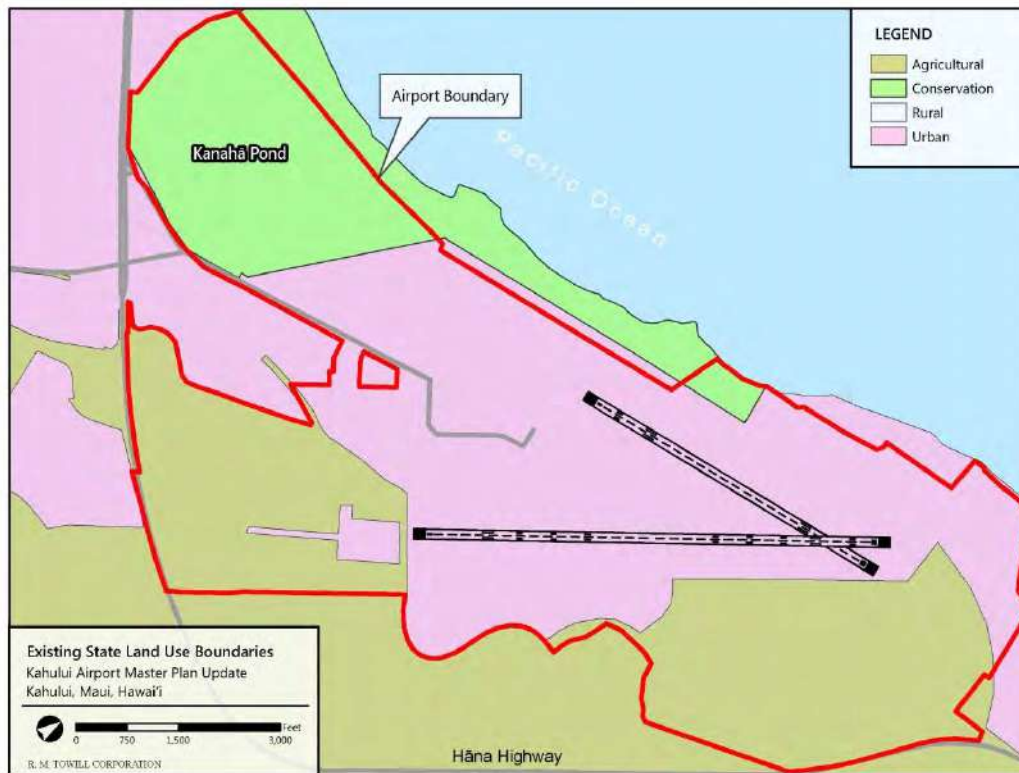 LEGEND
Agricultural
Conservation
Rural
Urban
Airport Boundary
Kanahā Pond
Pacific Ocean
Existing State Land Use Boundaries
Kahului Airport Master Plan Update
Kahului, Maui, Hawai'i
Feet
0 750 1,500 3,000
R. M. TOWILL CORPORATION
Hāna Highway